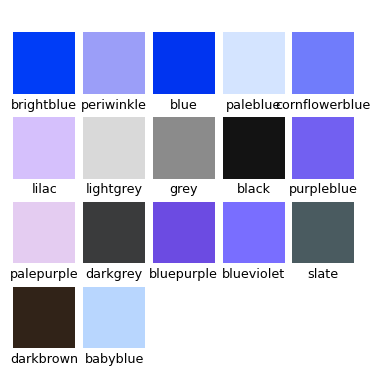 brightblue periwinkle blue paleblue cornflowerblue
lilac lightgrey grey black purpleblue
palepurple darkgrey bluepurple blueviolet slate
darkbrown babyblue